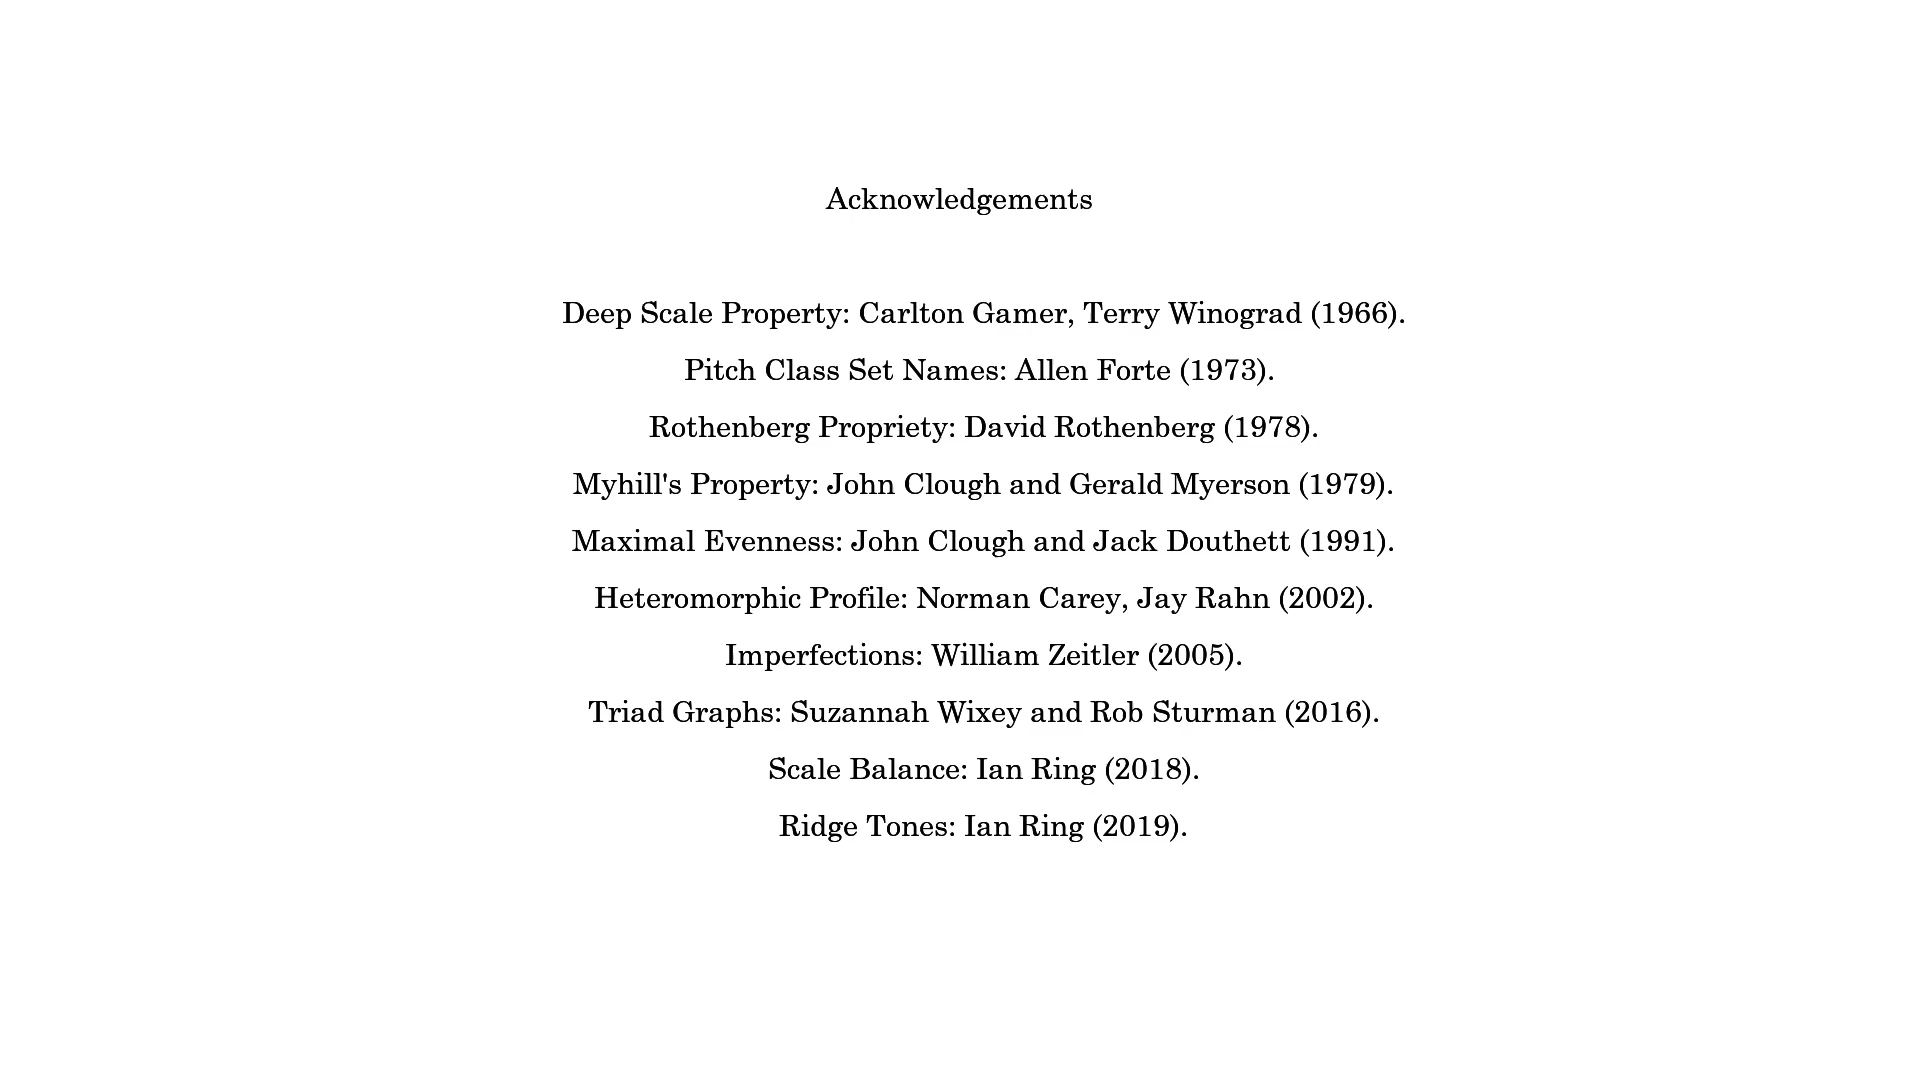 Acknowledgements
Deep Scale Property: Carlton Gamer, Terry Winograd (1966).
Pitch Class Set Names: Allen Forte (1973).
Rothenberg Propriety: David Rothenberg (1978).
Myhill's Property: John Clough and Gerald Myerson (1979).
Maximal Evenness: John Clough and Jack Douthett (1991).
Heteromorphic Profile: Norman Carey, Jay Rahn (2002).
Imperfections: William Zeitler (2005).
Triad Graphs: Suzannah Wixey and Rob Sturman (2016).
Scale Balance: Ian Ring (2018).
Ridge Tones: Ian Ring (2019).